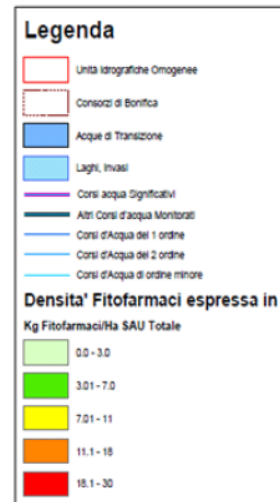 Legenda
Unità Idrografiche Omogenee
Consorzi di Bonifica
Acque di Transizione
Laghi, Invasi
Corsi acqua Significativi
Altri Corsi d'acqua Monitorati
Corsi d'Acqua del 1 ordine
Corsi d'Acqua del 2 ordine
Corsi d'Acqua di ordine minore
Densita' Fitofarmaci espressa in
Kg Fitofarmaci/Ha SAU Totale
0.0 - 3.0
3.01 - 7.0
7.01 - 11
11.1 - 18
18.1 - 30